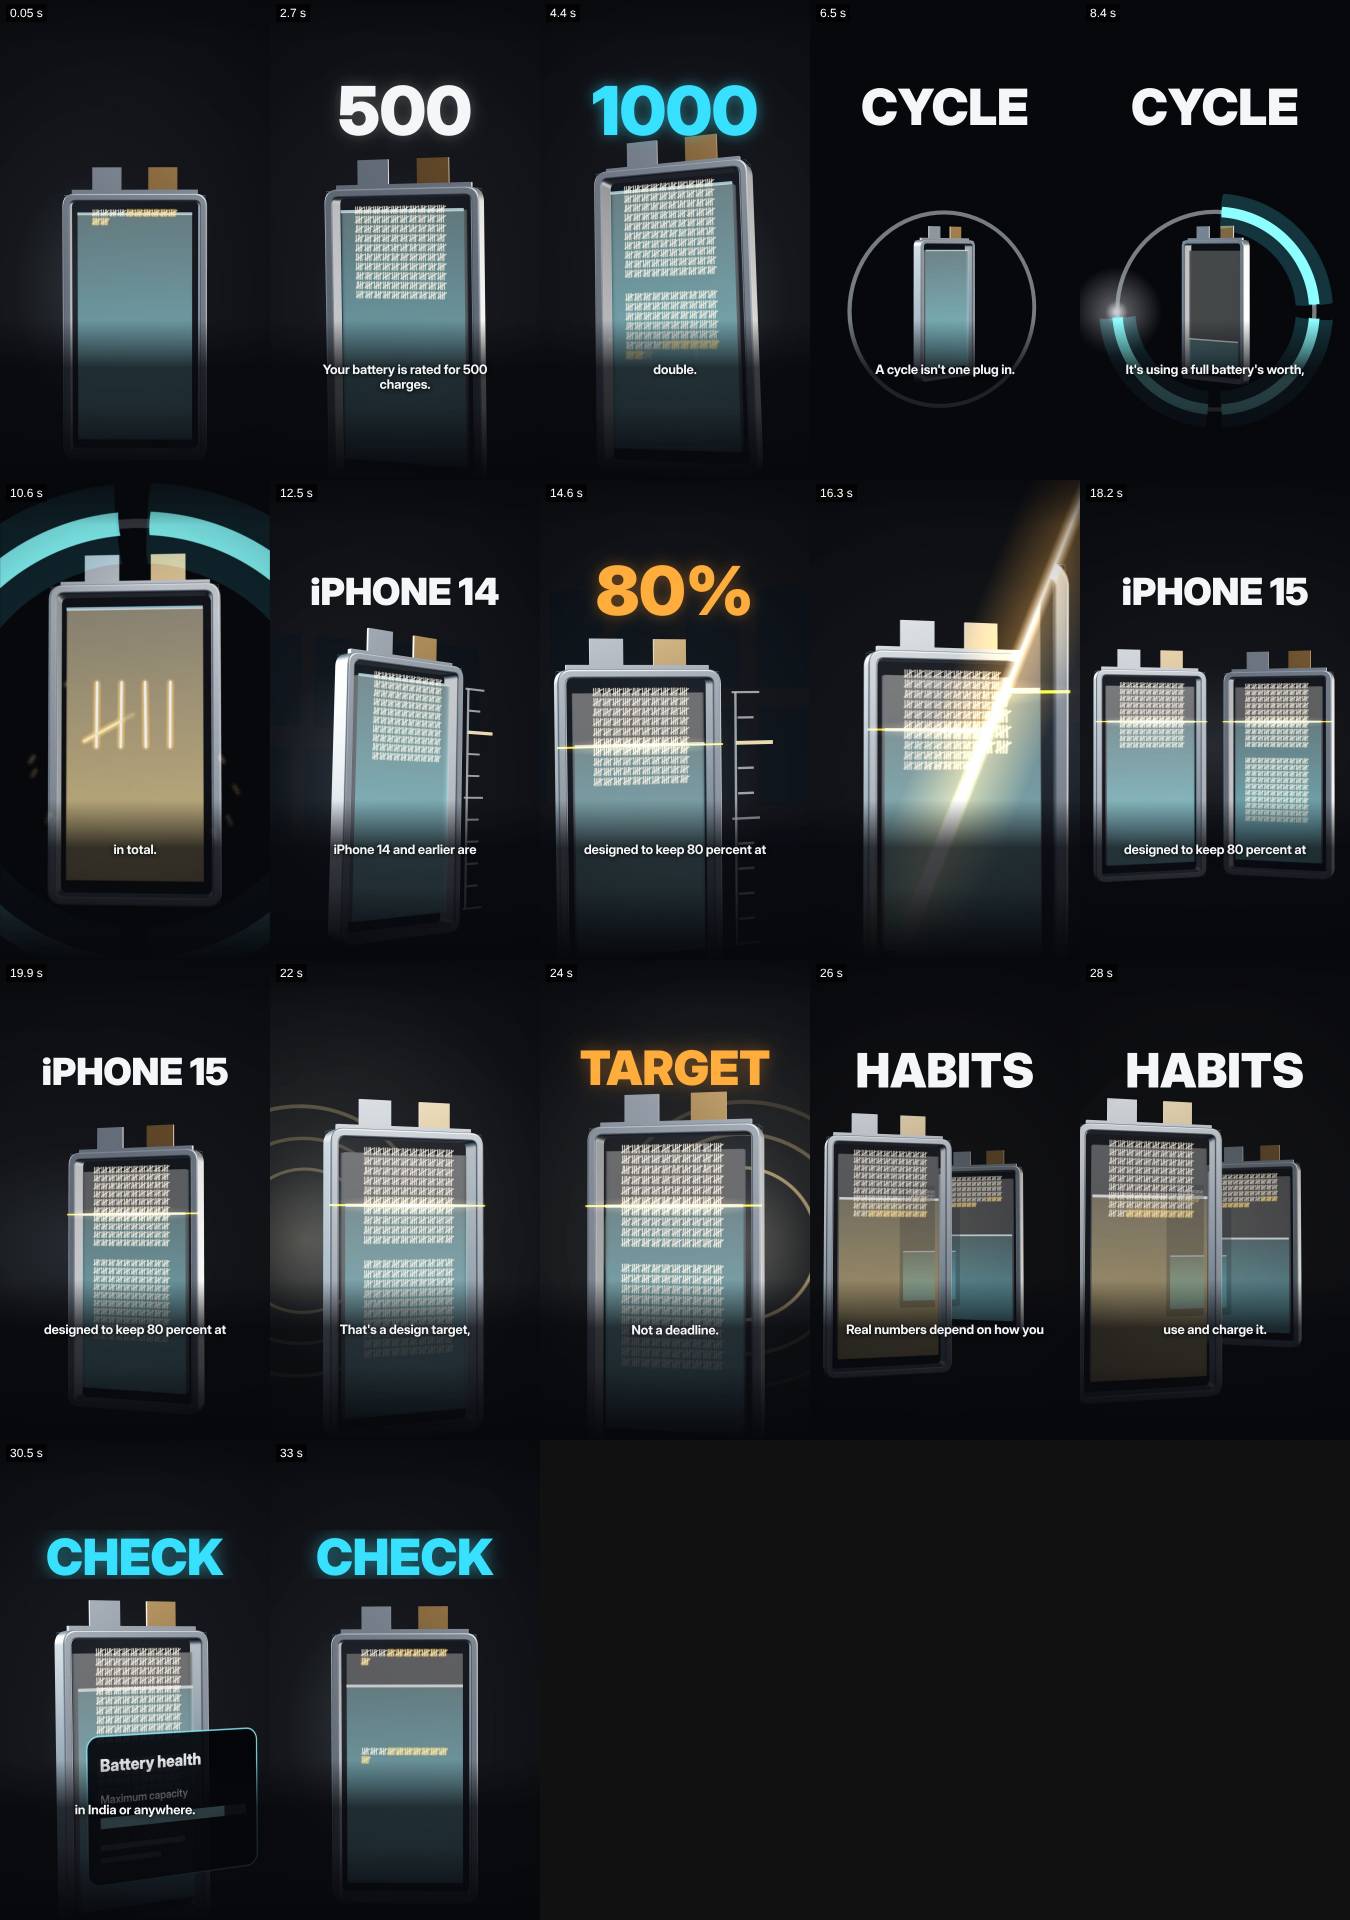 0.05 s
2.7 s
500
Your battery is rated for 500
charges.
4.4 s
1000
double.
6.5 s
CYCLE
A cycle isn't one plug in.
8.4 s
CYCLE
It's using a full battery's worth,
10.6 s
in total.
12.5 s
iPHONE 14
iPhone 14 and earlier are
14.6 s
80%
designed to keep 80 percent at
16.3 s
18.2 s
iPHONE 15
designed to keep 80 percent at
19.9 s
iPHONE 15
designed to keep 80 percent at
22 s
That's a design target,
24 s
TARGET
Not a deadline.
26 s
HABITS
Real numbers depend on how you
28 s
HABITS
use and charge it.
30.5 s
CHECK
Battery health
Maximum capacity
in India or anywhere.
33 s
CHECK